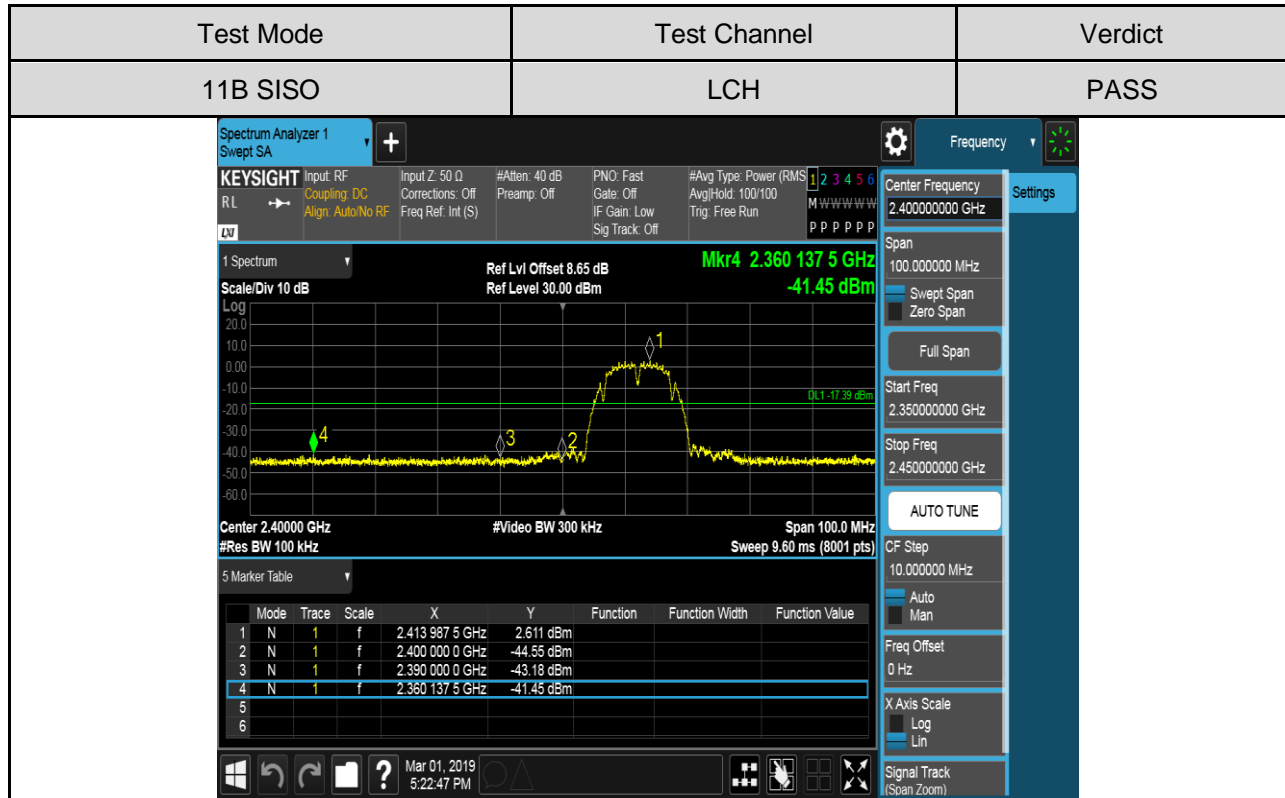 Test Mode Test Channel Verdict
11B SISO LCH PASS
Spectrum Analyzer 1
Swept SA
+
Frequency
KEYSIGHT
RL
LXI
Input: RF
Coupling: DC
Align: Auto/No RF
Input Z: 50 Ω
Corrections: Off
Freq Ref: Int (S)
#Atten: 40 dB
Preamp: Off
PNO: Fast
Gate: Off
IF Gain: Low
Sig Track: Off
#Avg Type: Power (RMS
Avg|Hold: 100/100
Trig: Free Run
1 2 3 4 5 6
M W W W W W
P P P P P P
1 Spectrum
Scale/Div 10 dB
Ref Lvl Offset 8.65 dB
Ref Level 30.00 dBm
Mkr4 2.360 137 5 GHz
-41.45 dBm
Log
20.0
10.0
0.00
-10.0
-20.0
-30.0
-40.0
-50.0
-60.0
1
DL1 -17.39 dBm
4
3
2
Center 2.40000 GHz #Video BW 300 kHz Span 100.0 MHz
#Res BW 100 kHz Sweep 9.60 ms (8001 pts)
5 Marker Table
Mode Trace Scale X Y Function Function Width Function Value
1 N 1 f 2.413 987 5 GHz 2.611 dBm
2 N 1 f 2.400 000 0 GHz -44.55 dBm
3 N 1 f 2.390 000 0 GHz -43.18 dBm
4 N 1 f 2.360 137 5 GHz -41.45 dBm
5
6
?
Mar 01, 2019
5:22:47 PM
Center Frequency
2.400000000 GHz
Settings
Span
100.000000 MHz
Swept Span
Zero Span
Full Span
Start Freq
2.350000000 GHz
Stop Freq
2.450000000 GHz
AUTO TUNE
CF Step
10.000000 MHz
Auto
Man
Freq Offset
0 Hz
X Axis Scale
Log
Lin
Signal Track
(Span Zoom)